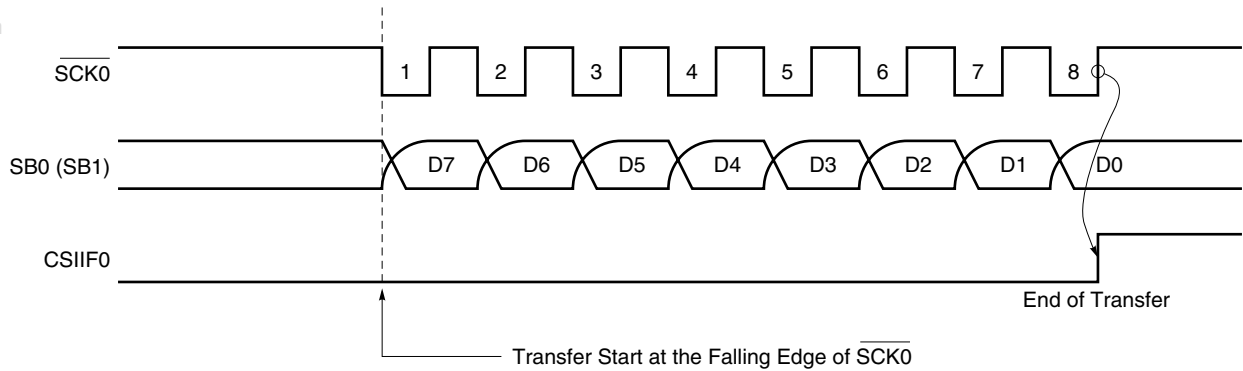 SCK0
1 2 3 4 5 6 7 8
SB0 (SB1)
D7 D6 D5 D4 D3 D2 D1 D0
CSIIF0
End of Transfer
Transfer Start at the Falling Edge of SCK0